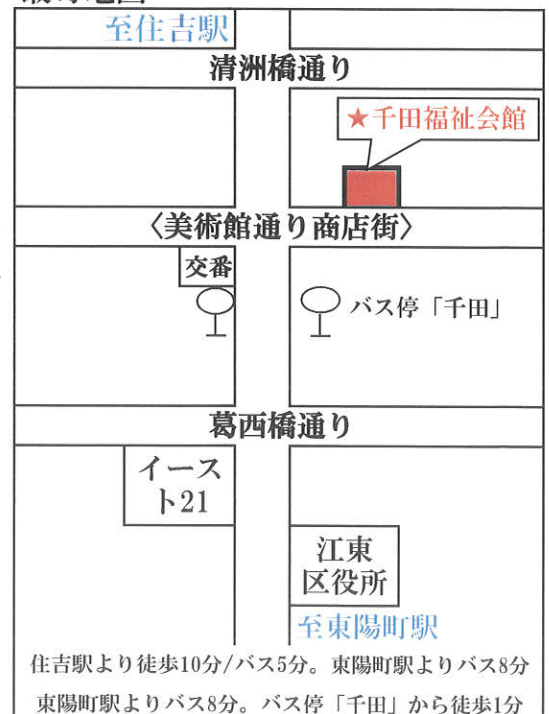 至住吉駅
清洲橋通り
★千田福祉会館
〈美術館通り商店街〉
交番
バス停「千田」
葛西橋通り
イース
ト21
江東
区役所
至東陽町駅
住吉駅より徒歩10分/バス5分。東陽町駅よりバス8分
東陽町駅よりバス8分。バス停「千田」から徒歩1分